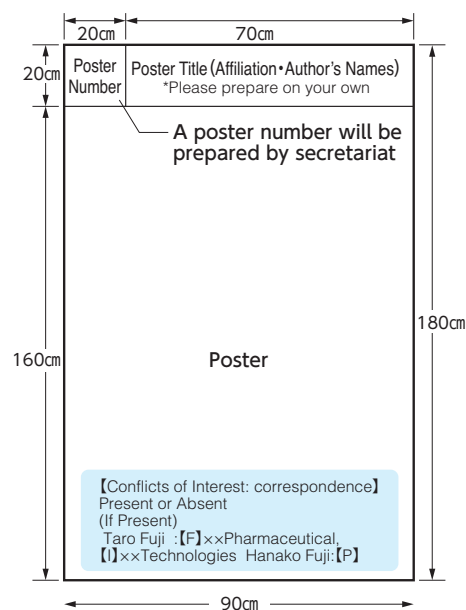 20㎝
70㎝
20㎝
Poster
Number
Poster Title (Affiliation・Author's Names)
*Please prepare on your own
A poster number will be
prepared by secretariat
160㎝
Poster
180㎝
【Conflicts of Interest: correspondence】
Present or Absent
(If Present)
Taro Fuji :【F】××Pharmaceutical,
【I】××Technologies Hanako Fuji:【P】
90㎝